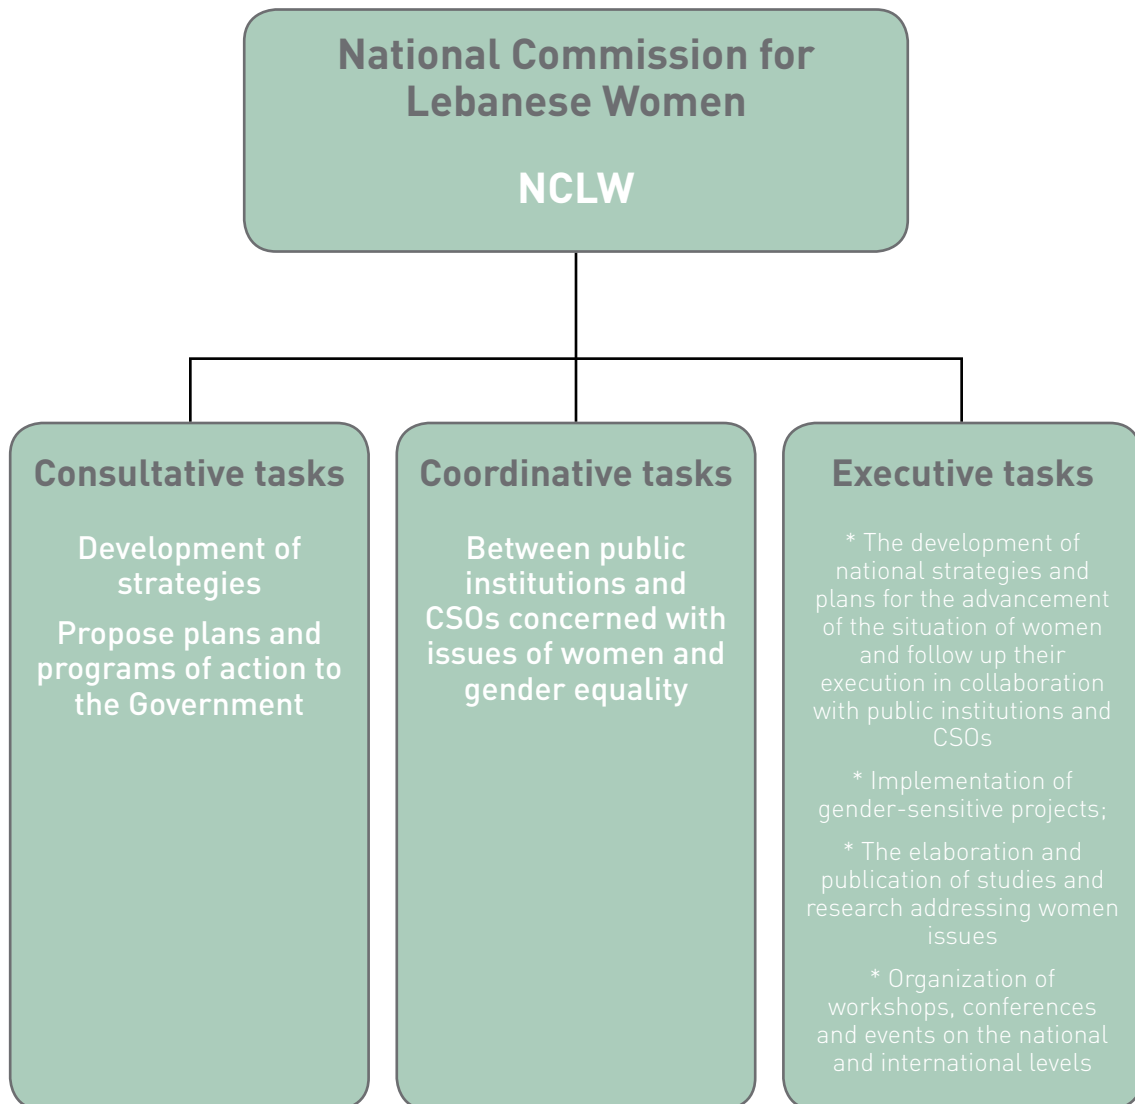 National Commission for
Lebanese Women
NCLW
Consultative tasks
Development of
strategies
Propose plans and
programs of action to
the Government
Coordinative tasks
Between public
institutions and
CSOs concerned with
issues of women and
gender equality
Executive tasks
* The development of
national strategies and
plans for the advancement
of the situation of women
and follow up their
execution in collaboration
with public institutions and
CSOs
* Implementation of
gender-sensitive projects;
* The elaboration and
publication of studies and
research addressing women
issues
* Organization of
workshops, conferences
and events on the national
and international levels